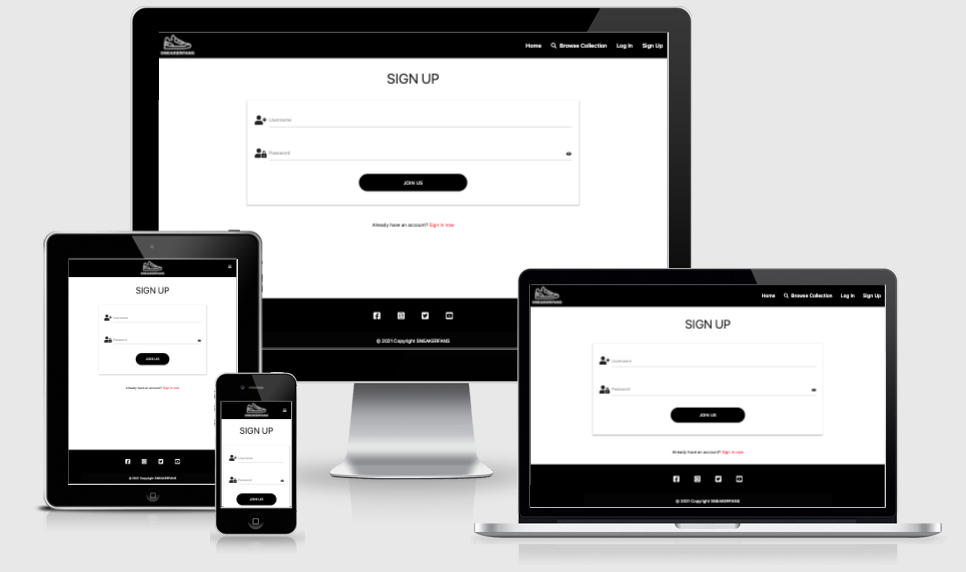 SNEAKERFANS
Home Browse Collection Log In Sign Up
SIGN UP
Username
Password
JOIN US
Already have an account? Sign in now
© 2021 Copyright SNEAKERFANS
SNEAKERFANS
SIGN UP
Username
Password
JOIN US
Already have an account? Sign in now
© 2021 Copyright SNEAKERFANS
SNEAKERFANS
SIGN UP
Username
Password
JOIN US
SNEAKERFANS
Home Browse Collection Log In Sign Up
SIGN UP
Username
Password
JOIN US
Already have an account? Sign in now
© 2021 Copyright SNEAKERFANS